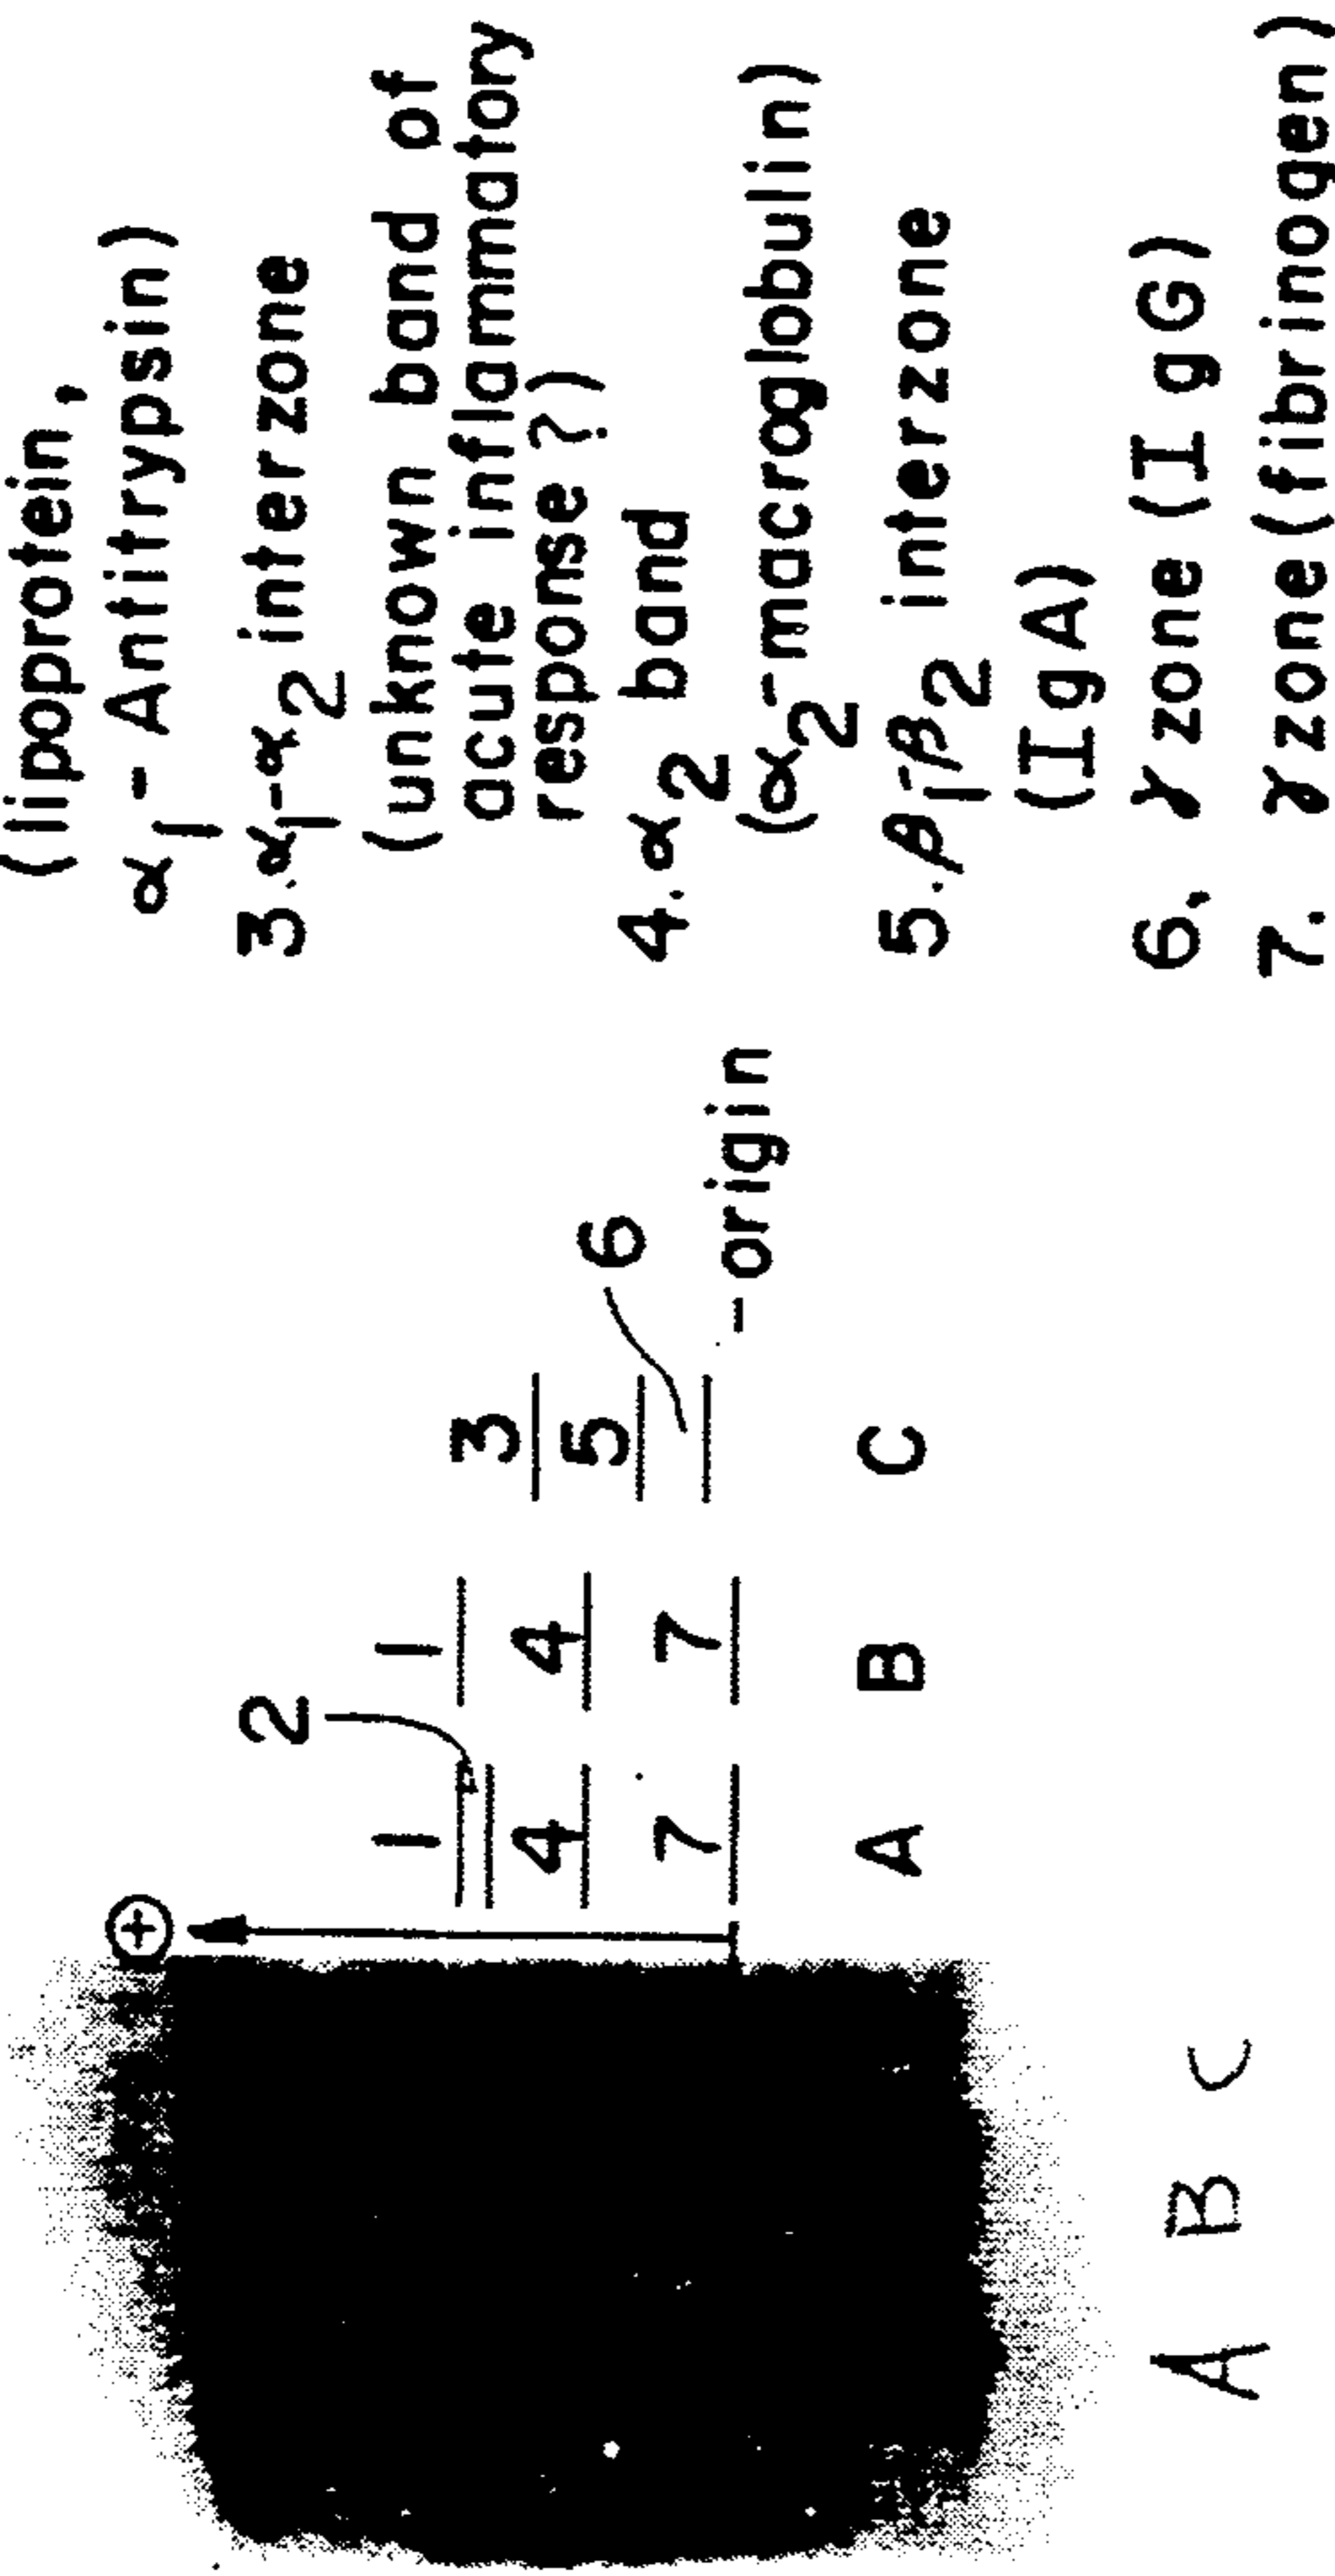 +
2
1 1 3
4 4 5 6
7 7
-origin
A B C
A B C
(lipoprotein,
α₁-Antitrypsin)
3. α₁-α₂ interzone
(unknown band of
acute inflammatory
response?)
4. α₂ band
(α₂-macroglobulin)
5. β₁-β₂ interzone
(IgA)
6. γ zone (IgG)
7. γ zone (fibrinogen)